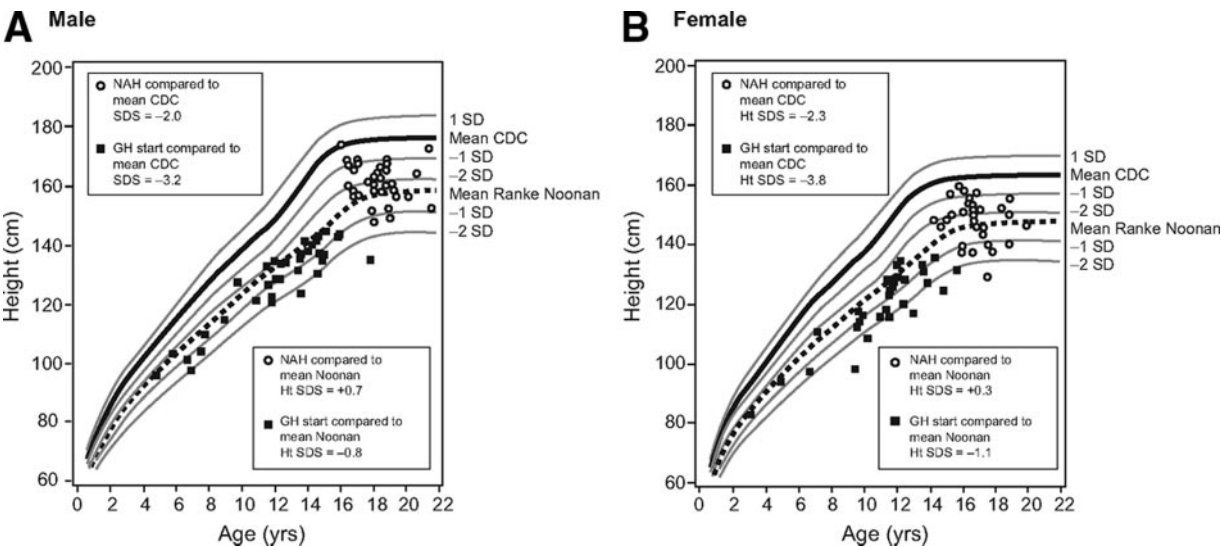 A Male
200
180
160
140
120
100
80
60
Height (cm)
0 2 4 6 8 10 12 14 16 18 20 22
Age (yrs)
NAH compared to
mean CDC
SDS = –2.0
GH start compared to
mean CDC
SDS = –3.2
NAH compared to
mean Noonan
Ht SDS = +0.7
GH start compared to
mean Noonan
Ht SDS = –0.8
1 SD
Mean CDC
–1 SD
–2 SD
Mean Ranke Noonan
–1 SD
–2 SD
B Female
200
180
160
140
120
100
80
60
Height (cm)
0 2 4 6 8 10 12 14 16 18 20 22
Age (yrs)
NAH compared to
mean CDC
Ht SDS = –2.3
GH start compared to
mean CDC
Ht SDS = –3.8
NAH compared to
mean Noonan
Ht SDS = +0.3
GH start compared to
mean Noonan
Ht SDS = –1.1
1 SD
Mean CDC
–1 SD
–2 SD
Mean Ranke Noonan
–1 SD
–2 SD